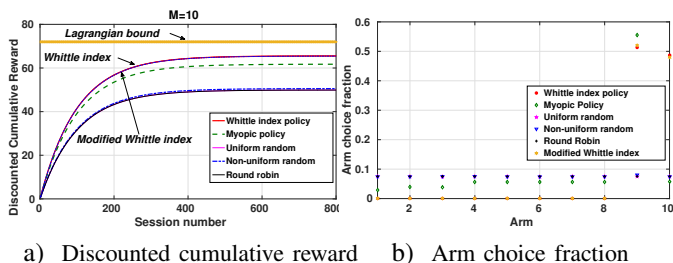 M=10
Lagrangian bound
Whittle index
Modified Whittle index
Whittle index policy
Myopic policy
Uniform random
Non-uniform random
Round robin
Discounted Cumulative Reward
80
60
40
20
0
0 200 400 600 800
Session number
a) Discounted cumulative reward
Arm choice fraction
0.6
0.5
0.4
0.3
0.2
0.1
0
Whittle index policy
Myopic Policy
Uniform random
Non-uniform random
Round Robin
Modified Whittle index
2 4 6 8 10
Arm
b) Arm choice fraction